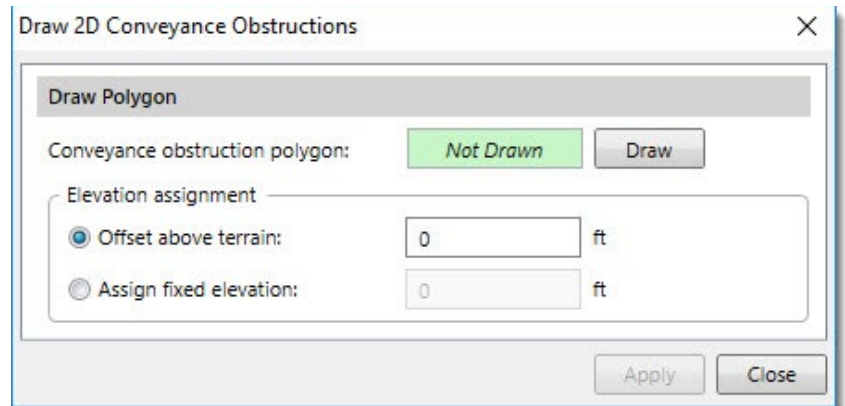 Draw 2D Conveyance Obstructions
Draw Polygon
Conveyance obstruction polygon: Not Drawn Draw
Elevation assignment
Offset above terrain: 0 ft
Assign fixed elevation: 0 ft
Apply Close